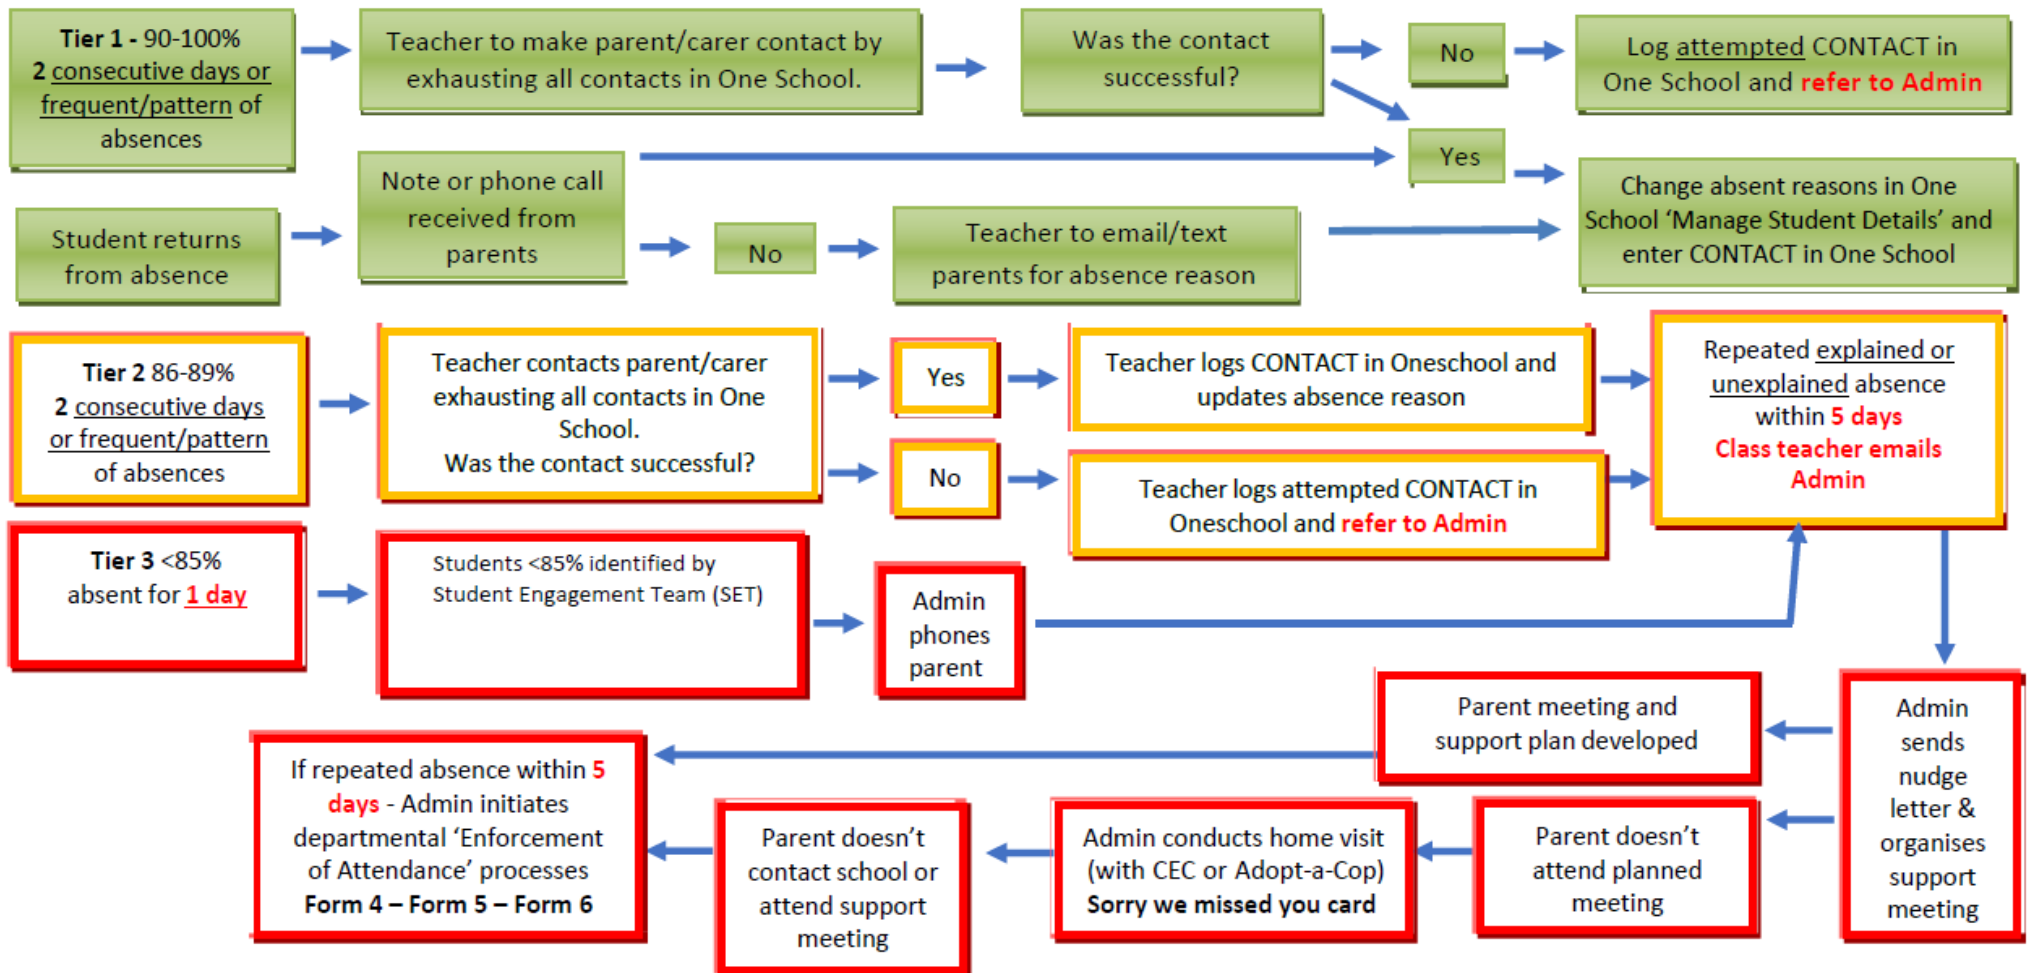 Tier 1 - 90-100%
2 consecutive days or
frequent/pattern of
absences
Teacher to make parent/carer contact by
exhausting all contacts in One School.
Was the contact
successful?
No
Log attempted CONTACT in
One School and refer to Admin
Yes
Student returns
from absence
Note or phone call
received from
parents
No
Teacher to email/text
parents for absence reason
Change absent reasons in One
School ‘Manage Student Details’ and
enter CONTACT in One School
Tier 2 86-89%
2 consecutive days
or frequent/pattern
of absences
Teacher contacts parent/carer
exhausting all contacts in One
School.
Was the contact successful?
Yes
Teacher logs CONTACT in Oneschool and
updates absence reason
No
Teacher logs attempted CONTACT in
Oneschool and refer to Admin
Repeated explained or
unexplained absence
within 5 days
Class teacher emails
Admin
Tier 3 <85%
absent for 1 day
Students <85% identified by
Student Engagement Team (SET)
Admin
phones
parent
Admin
sends
nudge
letter &
organises
support
meeting
Parent meeting and
support plan developed
Parent doesn’t
attend planned
meeting
Admin conducts home visit
(with CEC or Adopt-a-Cop)
Sorry we missed you card
Parent doesn’t
contact school or
attend support
meeting
If repeated absence within 5
days - Admin initiates
departmental ‘Enforcement
of Attendance’ processes
Form 4 – Form 5 – Form 6